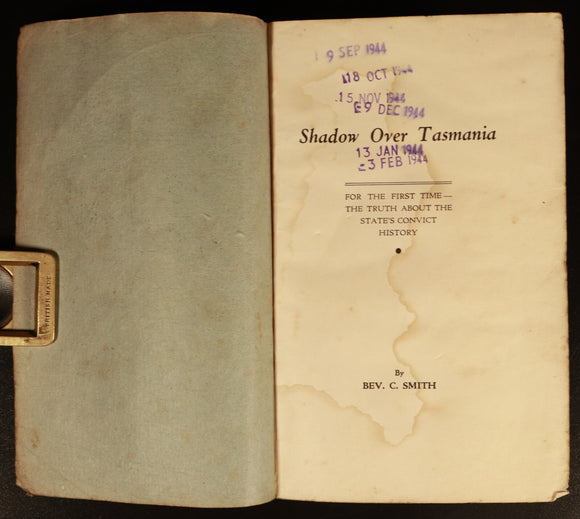 9 SEP 1944
18 OCT 1944
15 NOV 1944
9 DEC 1944
Shadow Over Tasmania
13 JAN 1944
3 FEB 1944
FOR THE FIRST TIME—
THE TRUTH ABOUT THE
STATE'S CONVICT
HISTORY
By
BEV. C. SMITH
BRITISH MADE